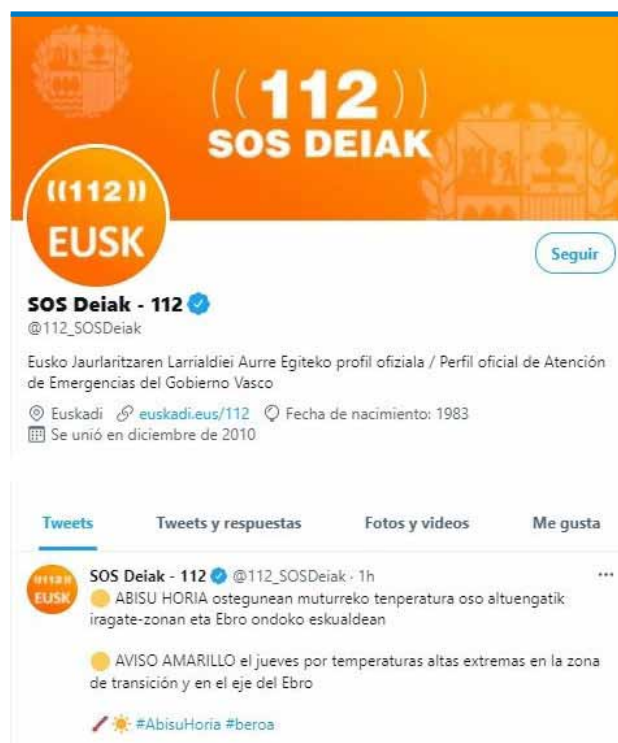 ((112))
SOS DEIAK
((112))
EUSK
Seguir
SOS Deiak - 112
@112_SOSDeiak
Eusko Jaurlaritzaren Larrialdiei Aurre Egiteko profil ofiziala / Perfil oficial de Atención
de Emergencias del Gobierno Vasco
Euskadi euskadi.eus/112 Fecha de nacimiento: 1983
Se unió en diciembre de 2010
Tweets Tweets y respuestas Fotos y videos Me gusta
((112))
EUSK
SOS Deiak - 112 @112_SOSDeiak · 1h
ABISU HORIA ostegunean muturreko tenperatura oso altuengatik
iragate-zonan eta Ebro ondoko eskualdean
AVISO AMARILLO el jueves por temperaturas altas extremas en la zona
de transición y en el eje del Ebro
#AbisuHoria #beroa